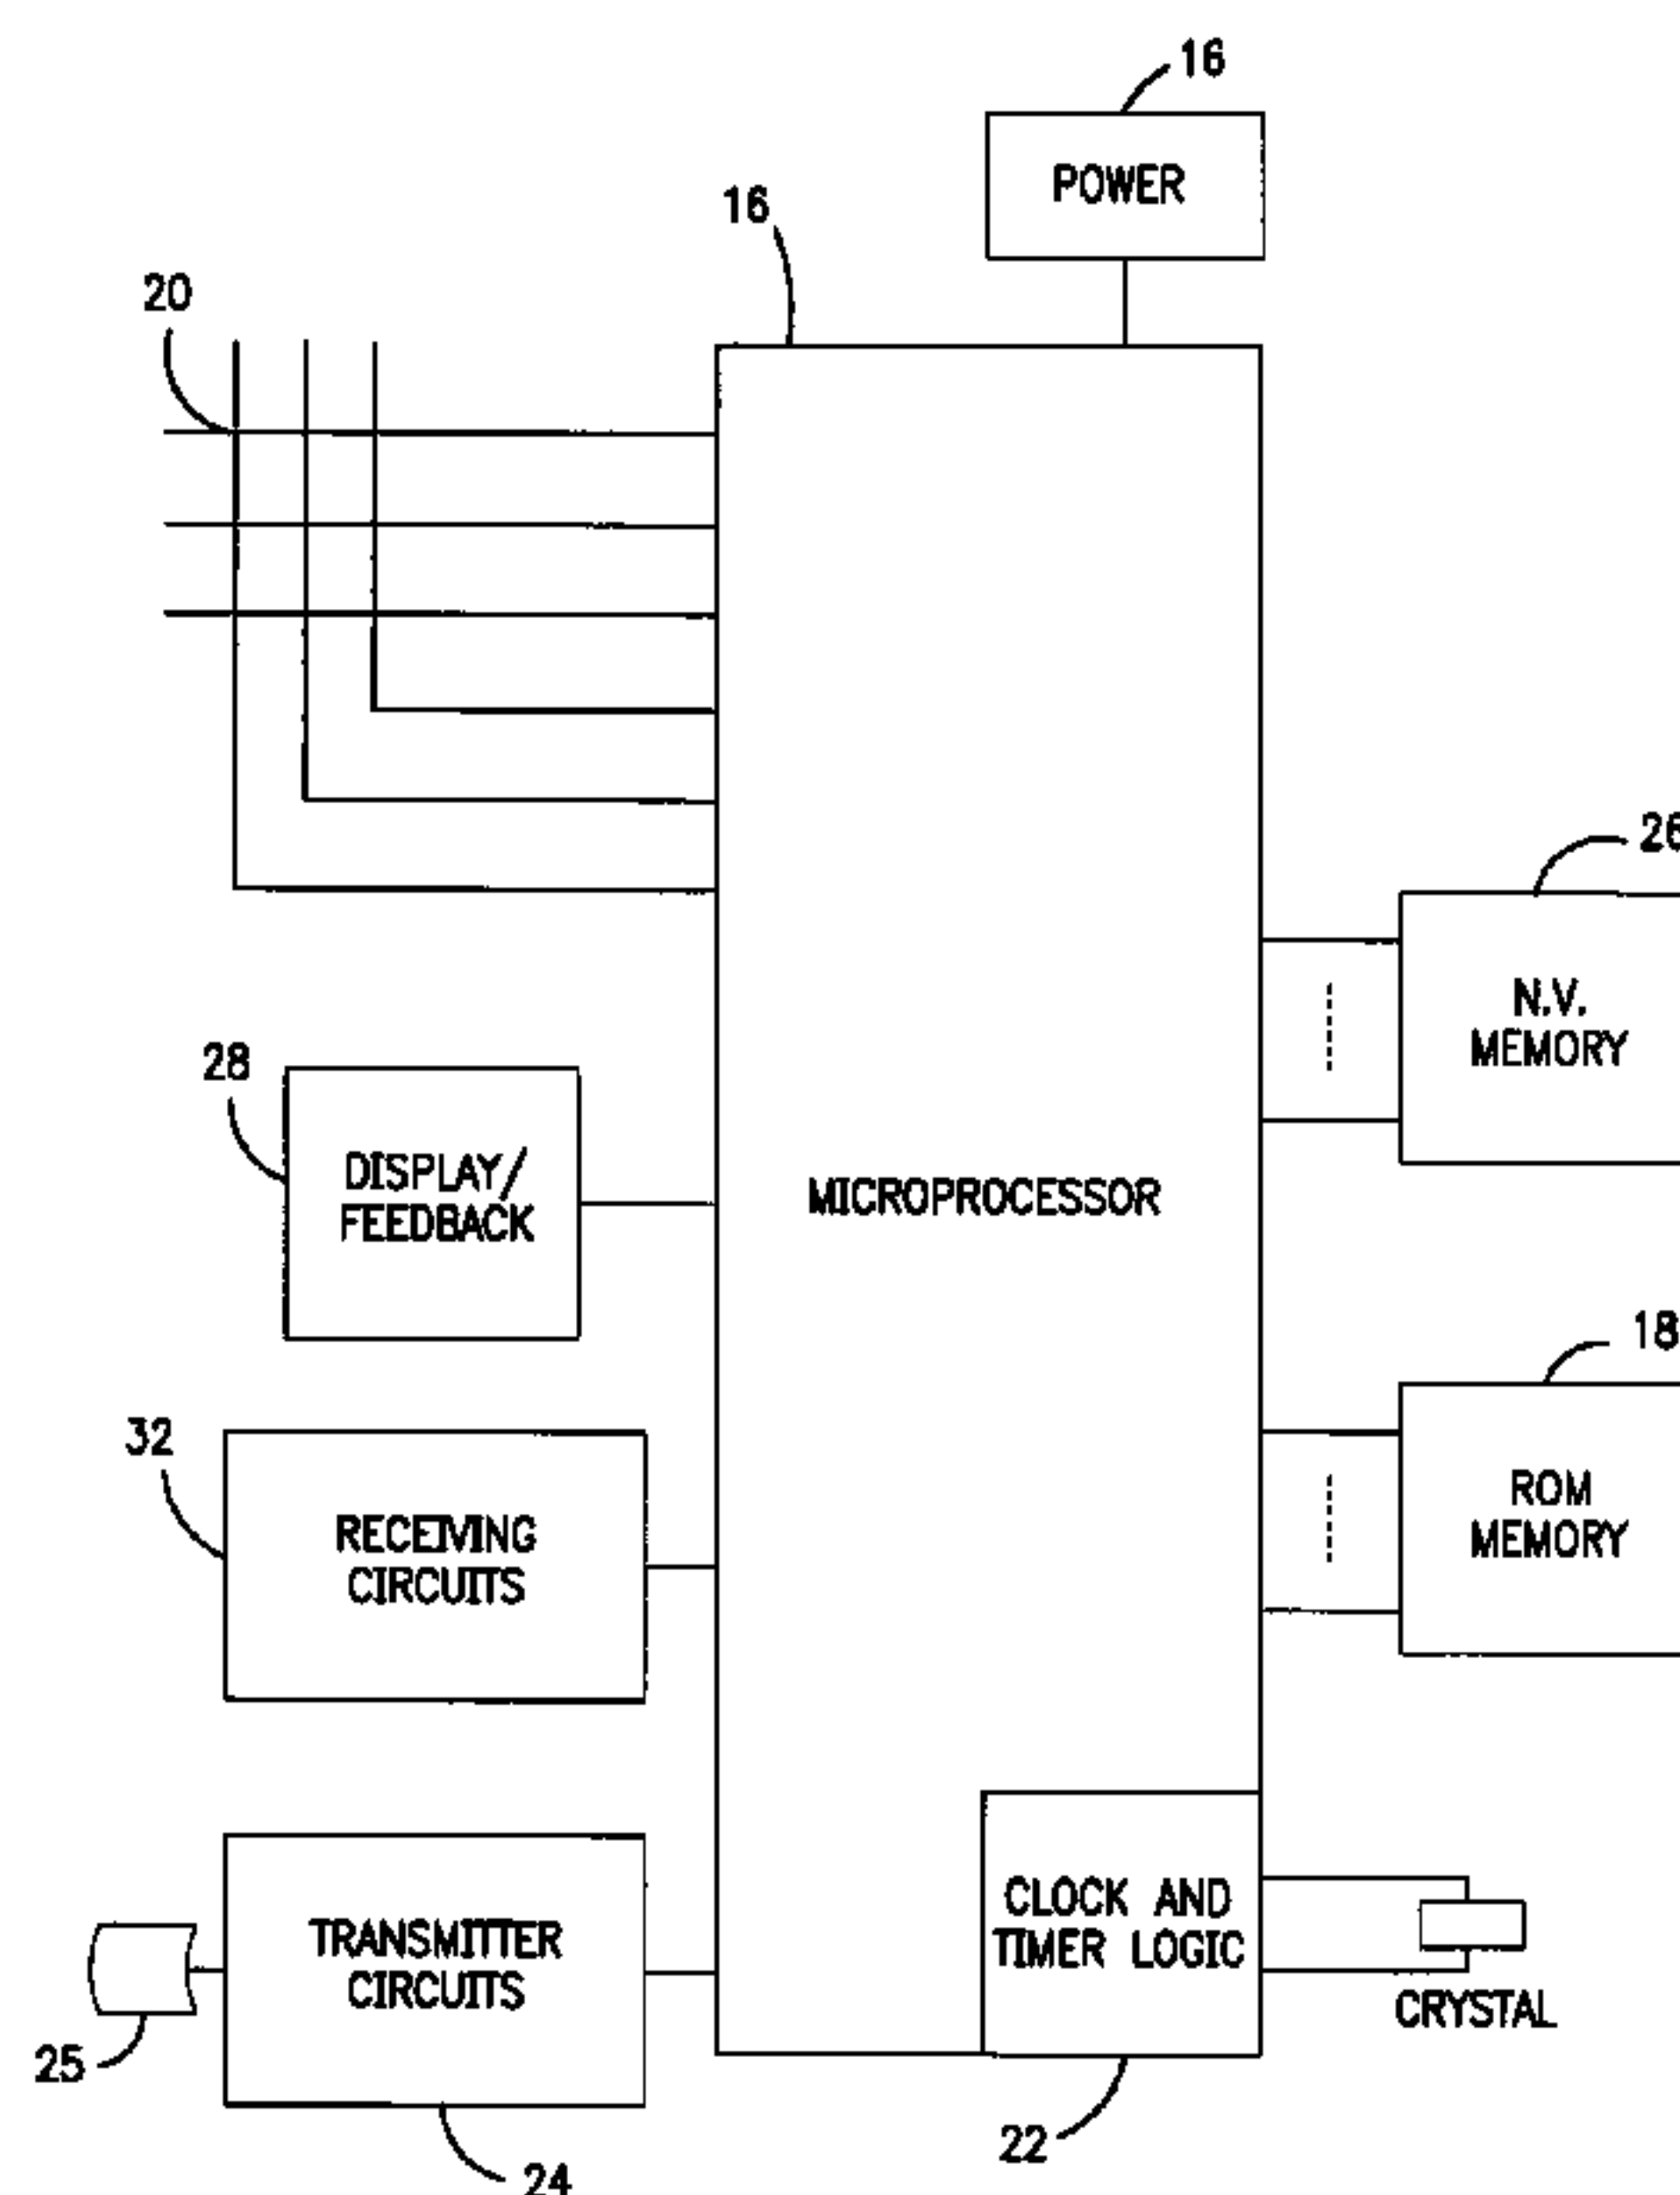 16
POWER
16
20
26
N.V.
MEMORY
28
DISPLAY/
FEEDBACK
MICROPROCESSOR
18
ROM
MEMORY
32
RECEIVING
CIRCUITS
CLOCK AND
TIMER LOGIC
TRANSMITTER
CIRCUITS
CRYSTAL
25
22
24